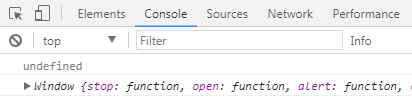 Elements Console Sources Network Performance
top Filter Info
undefined
Window {stop: function, open: function, alert: function,